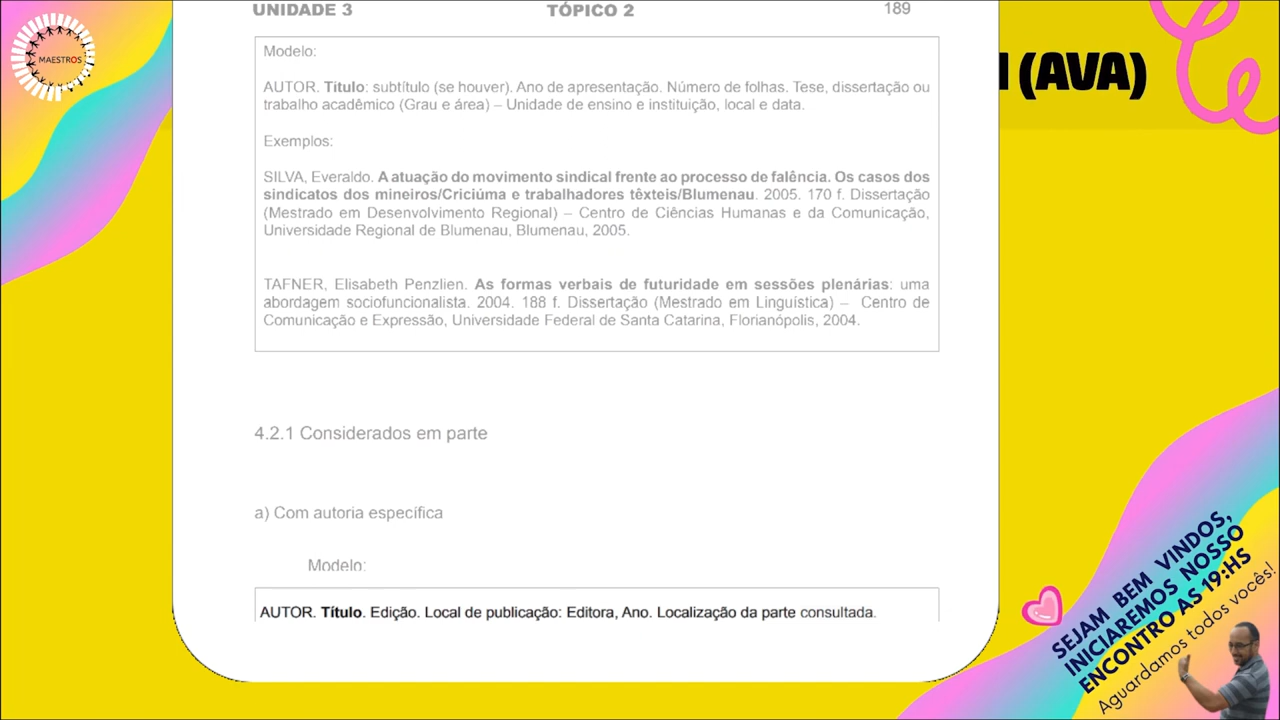 MAESTROS
UNIDADE 3 TÓPICO 2 189
(AVA)
Modelo:
AUTOR. Título: subtítulo (se houver). Ano de apresentação. Número de folhas. Tese, dissertação ou
trabalho acadêmico (Grau e área) – Unidade de ensino e instituição, local e data.
Exemplos:
SILVA, Everaldo. A atuação do movimento sindical frente ao processo de falência. Os casos dos
sindicatos dos mineiros/Criciúma e trabalhadores têxteis/Blumenau. 2005. 170 f. Dissertação
(Mestrado em Desenvolvimento Regional) – Centro de Ciências Humanas e da Comunicação,
Universidade Regional de Blumenau, Blumenau, 2005.
TAFNER, Elisabeth Penzlien. As formas verbais de futuridade em sessões plenárias: uma
abordagem sociofuncionalista. 2004. 188 f. Dissertação (Mestrado em Linguística) – Centro de
Comunicação e Expressão, Universidade Federal de Santa Catarina, Florianópolis, 2004.
4.2.1 Considerados em parte
a) Com autoria específica
Modelo:
AUTOR. Título. Edição. Local de publicação: Editora, Ano. Localização da parte consultada.
SEJAM BEM VINDOS,
INICIAREMOS NOSSO
ENCONTRO AS 19:HS
Aguardamos todos vocês!